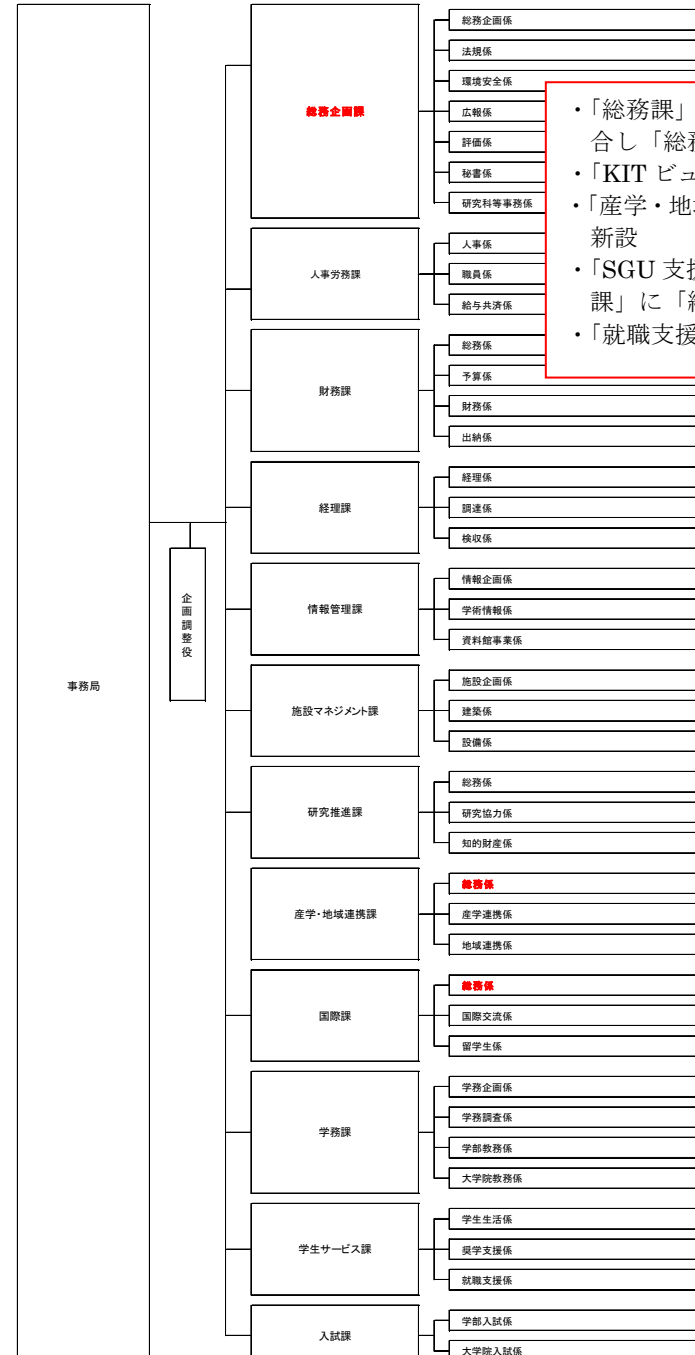 事務局
企画調整役
総務企画課
総務企画係
法規係
環境安全係
広報係
評価係
秘書係
研究科等事務係
・「総務課」
合し「総務
・「KIT ビュ
・「産学・地
新設
・「SGU 支援
課」に「総
・「就職支援
人事労務課
人事係
職員係
給与共済係
財務課
総務係
予算係
財務係
出納係
経理課
経理係
調達係
検収係
情報管理課
情報企画係
学術情報係
資料館事業係
施設マネジメント課
施設企画係
建築係
設備係
研究推進課
総務係
研究協力係
知的財産係
産学・地域連携課
総務係
産学連携係
地域連携係
国際課
総務係
国際交流係
留学生係
学務課
学務企画係
学務調査係
学部教務係
大学院教務係
学生サービス課
学生生活係
奨学支援係
就職支援係
入試課
学部入試係
大学院入試係